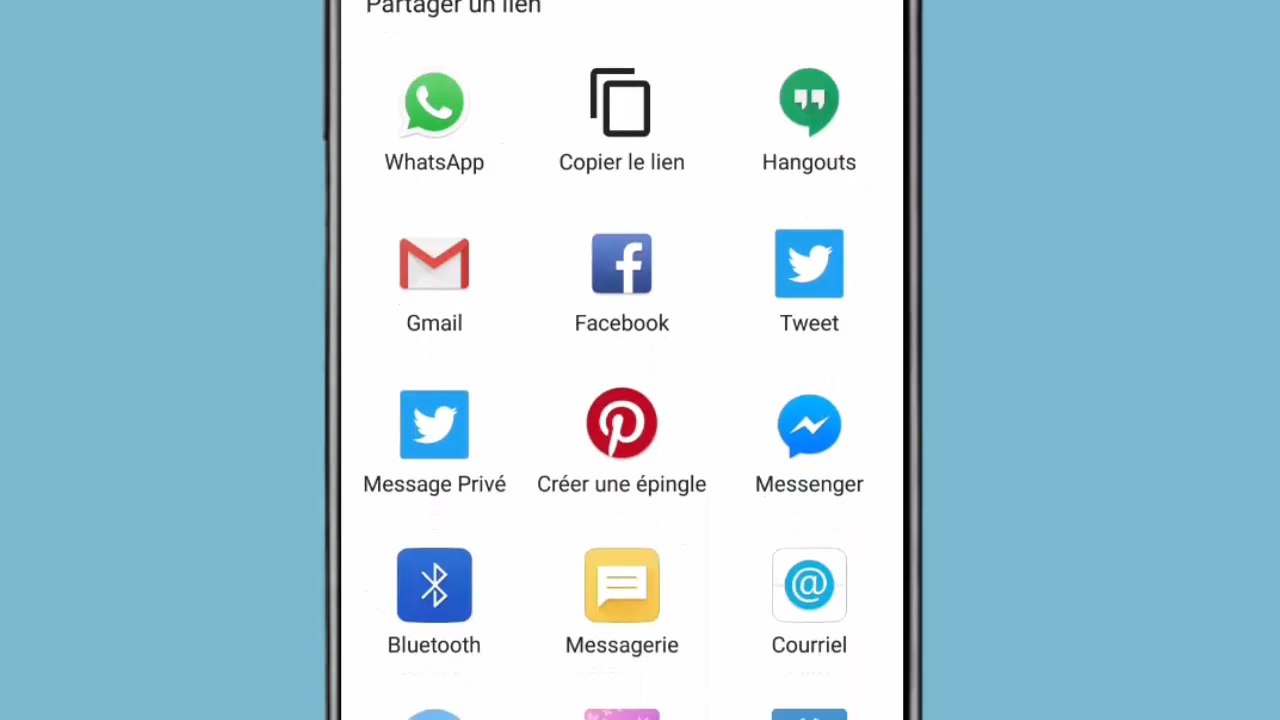 Partager un lien
WhatsApp
Copier le lien
Hangouts
Gmail
Facebook
Tweet
Message Privé
Créer une épingle
Messenger
Bluetooth
Messagerie
Courriel